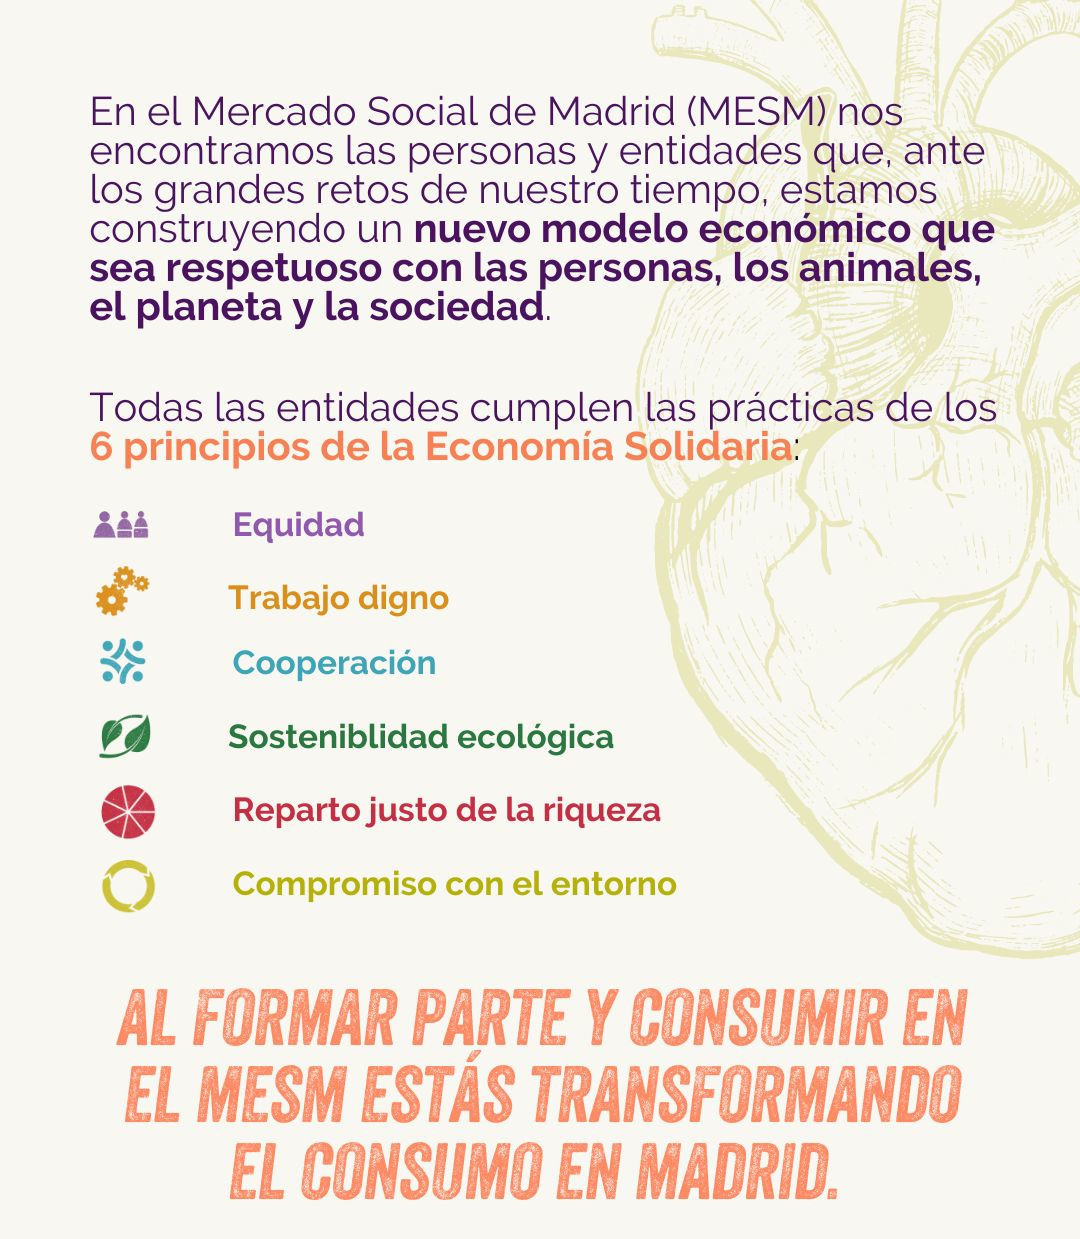 En el Mercado Social de Madrid (MESM) nos
encontramos las personas y entidades que, ante
los grandes retos de nuestro tiempo, estamos
construyendo un nuevo modelo económico que
sea respetuoso con las personas, los animales,
el planeta y la sociedad.
Todas las entidades cumplen las prácticas de los
6 principios de la Economía Solidaria:
Equidad
Trabajo digno
Cooperación
Losteniblidad ecológica
Reparto justo de la riqueza
Compromiso con el entorno
AL FORMAR PARTE Y CONSUMIR EN
EL MESM ESTÁS TRANSFORMANDO
EL CONSUMO EN MADRID.